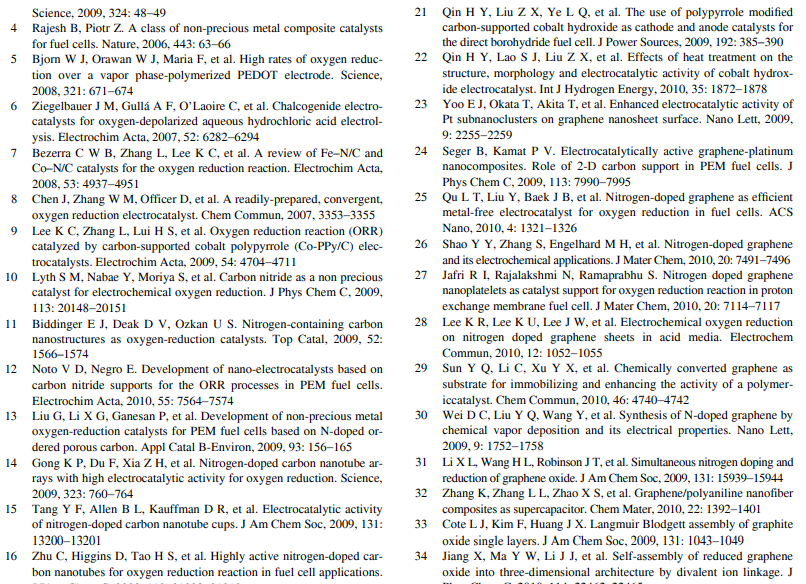 Science, 2009, 324: 48–49
4 Rajesh B, Piotr Z. A class of non-precious metal composite catalysts
for fuel cells. Nature, 2006, 443: 63–66
5 Bjorn W J, Orawan W J, Maria F, et al. High rates of oxygen reduc-
tion over a vapor phase-polymerized PEDOT electrode. Science,
2008, 321: 671–674
6 Ziegelbauer J M, Gullá A F, O’Laoire C, et al. Chalcogenide electro-
catalysts for oxygen-depolarized aqueous hydrochloric acid electrol-
ysis. Electrochim Acta, 2007, 52: 6282–6294
7 Bezerra C W B, Zhang L, Lee K C, et al. A review of Fe–N/C and
Co–N/C catalysts for the oxygen reduction reaction. Electrochim Acta,
2008, 53: 4937–4951
8 Chen J, Zhang W M, Officer D, et al. A readily-prepared, convergent,
oxygen reduction electrocatalyst. Chem Commun, 2007, 3353–3355
9 Lee K C, Zhang L, Lui H S, et al. Oxygen reduction reaction (ORR)
catalyzed by carbon-supported cobalt polypyrrole (Co-PPy/C) elec-
trocatalysts. Electrochim Acta, 2009, 54: 4704–4711
10 Lyth S M, Nabae Y, Moriya S, et al. Carbon nitride as a non precious
catalyst for electrochemical oxygen reduction. J Phys Chem C, 2009,
113: 20148–20151
11 Biddinger E J, Deak D V, Ozkan U S. Nitrogen-containing carbon
nanostructures as oxygen-reduction catalysts. Top Catal, 2009, 52:
1566–1574
12 Noto V D, Negro E. Development of nano-electrocatalysts based on
carbon nitride supports for the ORR processes in PEM fuel cells.
Electrochim Acta, 2010, 55: 7564–7574
13 Liu G, Li X G, Ganesan P, et al. Development of non-precious metal
oxygen-reduction catalysts for PEM fuel cells based on N-doped or-
dered porous carbon. Appl Catal B-Environ, 2009, 93: 156–165
14 Gong K P, Du F, Xia Z H, et al. Nitrogen-doped carbon nanotube ar-
rays with high electrocatalytic activity for oxygen reduction. Science,
2009, 323: 760–764
15 Tang Y F, Allen B L, Kauffman D R, et al. Electrocatalytic activity
of nitrogen-doped carbon nanotube cups. J Am Chem Soc, 2009, 131:
13200–13201
16 Zhu C, Higgins D, Tao H S, et al. Highly active nitrogen-doped car-
bon nanotubes for oxygen reduction reaction in fuel cell applications.
21 Qin H Y, Liu Z X, Ye L Q, et al. The use of polypyrrole modified
carbon-supported cobalt hydroxide as cathode and anode catalysts for
the direct borohydride fuel cell. J Power Sources, 2009, 192: 385–390
22 Qin H Y, Lao S J, Liu Z X, et al. Effects of heat treatment on the
structure, morphology and electrocatalytic activity of cobalt hydrox-
ide electrocatalyst. Int J Hydrogen Energy, 2010, 35: 1872–1878
23 Yoo E J, Okata T, Akita T, et al. Enhanced electrocatalytic activity of
Pt subnanoclusters on graphene nanosheet surface. Nano Lett, 2009,
9: 2255–2259
24 Seger B, Kamat P V. Electrocatalytically active graphene-platinum
nanocomposites. Role of 2-D carbon support in PEM fuel cells. J
Phys Chem C, 2009, 113: 7990–7995
25 Qu L T, Liu Y, Baek J B, et al. Nitrogen-doped graphene as efficient
metal-free electrocatalyst for oxygen reduction in fuel cells. ACS
Nano, 2010, 4: 1321–1326
26 Shao Y Y, Zhang S, Engelhard M H, et al. Nitrogen-doped graphene
and its electrochemical applications. J Mater Chem, 2010, 20: 7491–7496
27 Jafri R I, Rajalakshmi N, Ramaprabhu S. Nitrogen doped graphene
nanoplatelets as catalyst support for oxygen reduction reaction in proton
exchange membrane fuel cell. J Mater Chem, 2010, 20: 7114–7117
28 Lee K R, Lee K U, Lee J W, et al. Electrochemical oxygen reduction
on nitrogen doped graphene sheets in acid media. Electrochem
Commun, 2010, 12: 1052–1055
29 Sun Y Q, Li C, Xu Y X, et al. Chemically converted graphene as
substrate for immobilizing and enhancing the activity of a polymer-
iccatalyst. Chem Commun, 2010, 46: 4740–4742
30 Wei D C, Liu Y Q, Wang Y, et al. Synthesis of N-doped graphene by
chemical vapor deposition and its electrical properties. Nano Lett,
2009, 9: 1752–1758
31 Li X L, Wang H L, Robinson J T, et al. Simultaneous nitrogen doping and
reduction of graphene oxide. J Am Chem Soc, 2009, 131: 15939–15944
32 Zhang K, Zhang L L, Zhao X S, et al. Graphene/polyaniline nanofiber
composites as supercapacitor. Chem Mater, 2010, 22: 1392–1401
33 Cote L J, Kim F, Huang J X. Langmuir Blodgett assembly of graphite
oxide single layers. J Am Chem Soc, 2009, 131: 1043–1049
34 Jiang X, Ma Y W, Li J J, et al. Self-assembly of reduced graphene
oxide into three-dimensional architecture by divalent ion linkage. J